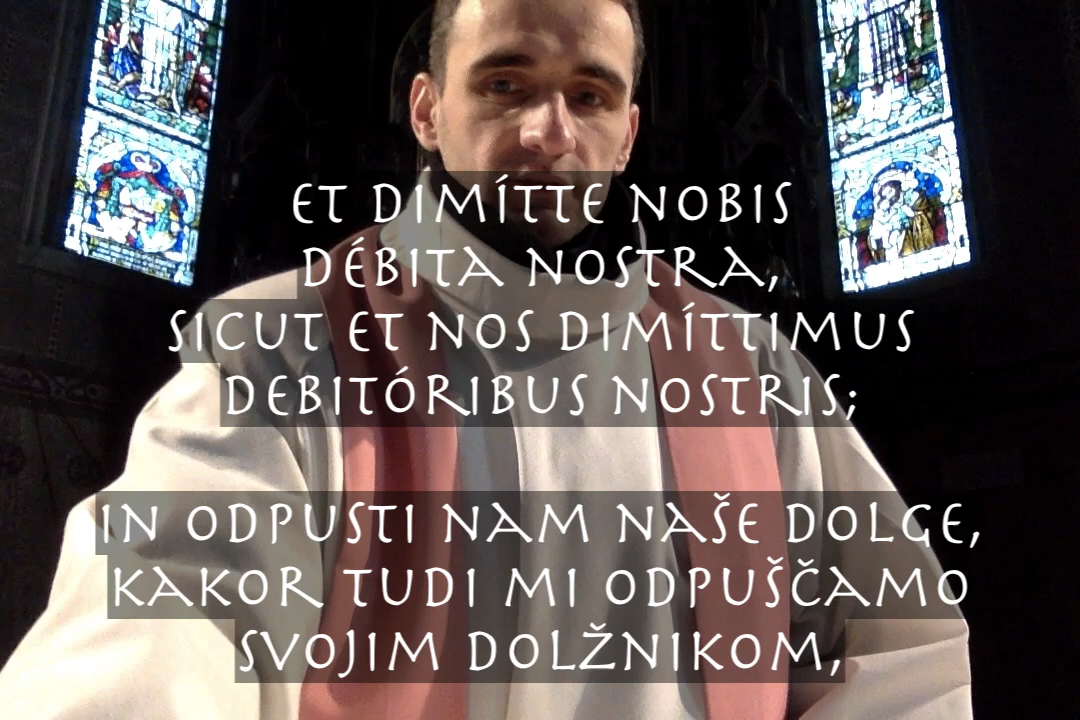 ET DÍMÍTTE NOBIS
DÉBITA NOSTRA,
SICUT ET NOS DIMÍTTIMUS
DEBITÓRIBUS NOSTRIS;
IN ODPUSTI NAM NAŠE DOLGE,
KAKOR TUDI MI ODPUŠČAMO
SVOJIM DOLŽNIKOM,